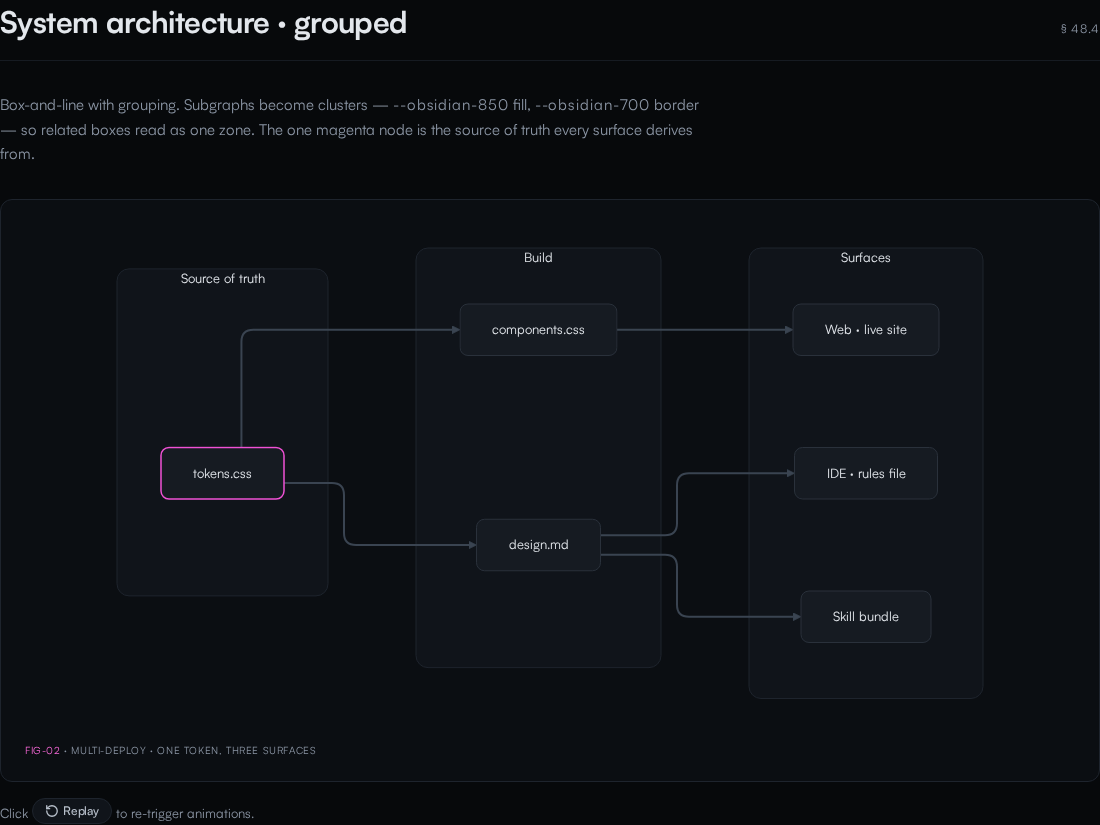 System architecture · grouped
§ 48.4
Box-and-line with grouping. Subgraphs become clusters — --obsidian-850 fill, --obsidian-700 border
— so related boxes read as one zone. The one magenta node is the source of truth every surface derives
from.
Source of truth
Build
Surfaces
components.css
Web · live site
tokens.css
IDE · rules file
design.md
Skill bundle
FIG-02 · MULTI-DEPLOY · ONE TOKEN, THREE SURFACES
Click Replay to re-trigger animations.